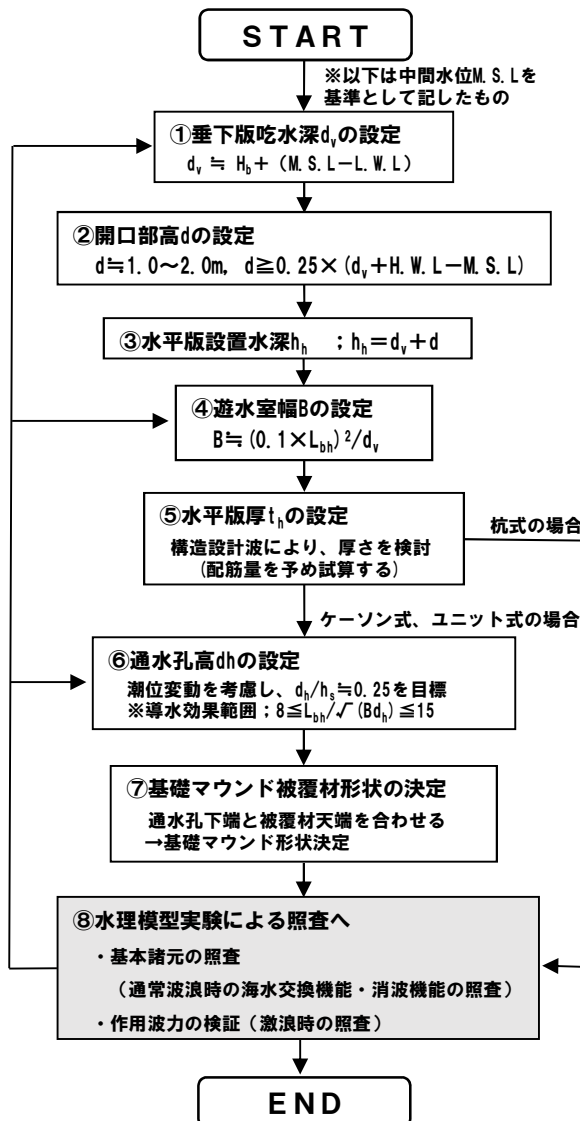 START
※以下は中間水位M.S.Lを
基準として記したもの
①垂下版吃水深dvの設定
dv ≒ Hb+ (M.S.L−L.W.L)
②開口部高dの設定
d≒1.0〜2.0m, d≧0.25×(dv+H.W.L−M.S.L)
③水平版設置水深hh ;hh=dv+d
④遊水室幅Bの設定
B≒(0.1×Lbh)²/dv
⑤水平版厚thの設定
構造設計波により、厚さを検討
(配筋量を予め試算する)
杭式の場合
ケーソン式、ユニット式の場合
⑥通水孔高dhの設定
潮位変動を考慮し、dh/hs≒0.25を目標
※導水効果範囲;8≦Lbh/√(Bdh)≦15
⑦基礎マウンド被覆材形状の決定
通水孔下端と被覆材天端を合わせる
→基礎マウンド形状決定
⑧水理模型実験による照査へ
・基本諸元の照査
(通常波浪時の海水交換機能・消波機能の照査)
・作用波力の検証(激浪時の照査)
END